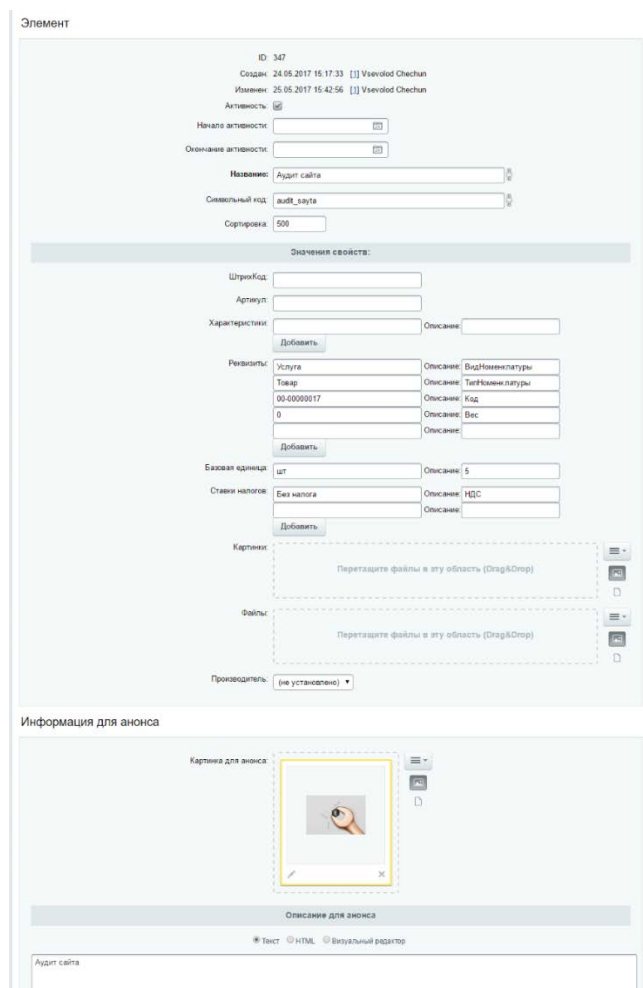 Элемент
ID: 347
Создан: 24.05.2017 15:17:33 [1] Vsevolod Chechun
Изменен: 25.05.2017 15:42:56 [1] Vsevolod Chechun
Активность:
Начало активности:
Окончание активности:
Название: Аудит сайта
Символьный код: audit_sayta
Сортировка: 500
Значения свойств:
ШтрихКод:
Артикул:
Характеристики: Описание:
Добавить
Реквизиты: Услуга Описание: ВидНоменклатуры
Товар Описание: ТипНоменклатуры
00-00000017 Описание: Код
0 Описание: Вес
Описание:
Добавить
Базовая единица: шт Описание: 5
Ставки налогов: Без налога Описание: НДС
Описание:
Добавить
Картинки:
Перетащите файлы в эту область (Drag&Drop)
Файлы:
Перетащите файлы в эту область (Drag&Drop)
Производитель: (не установлено)
Информация для анонса
Картинка для анонса:
Описание для анонса
Текст HTML Визуальный редактор
Аудит сайта